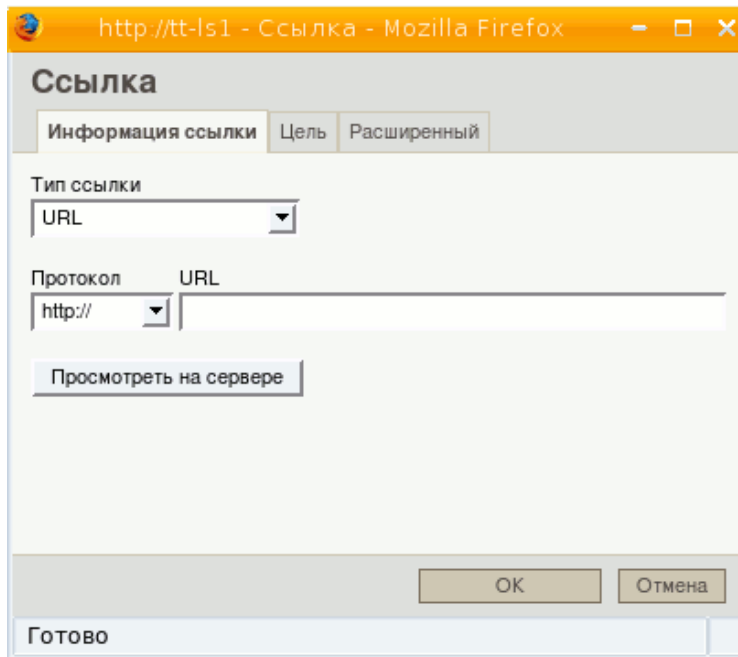 http://tt-ls1 - Ссылка - Mozilla Firefox
Ссылка
Информация ссылки Цель Расширенный
Тип ссылки
URL
Протокол URL
http://
Просмотреть на сервере
OK Отмена
Готово